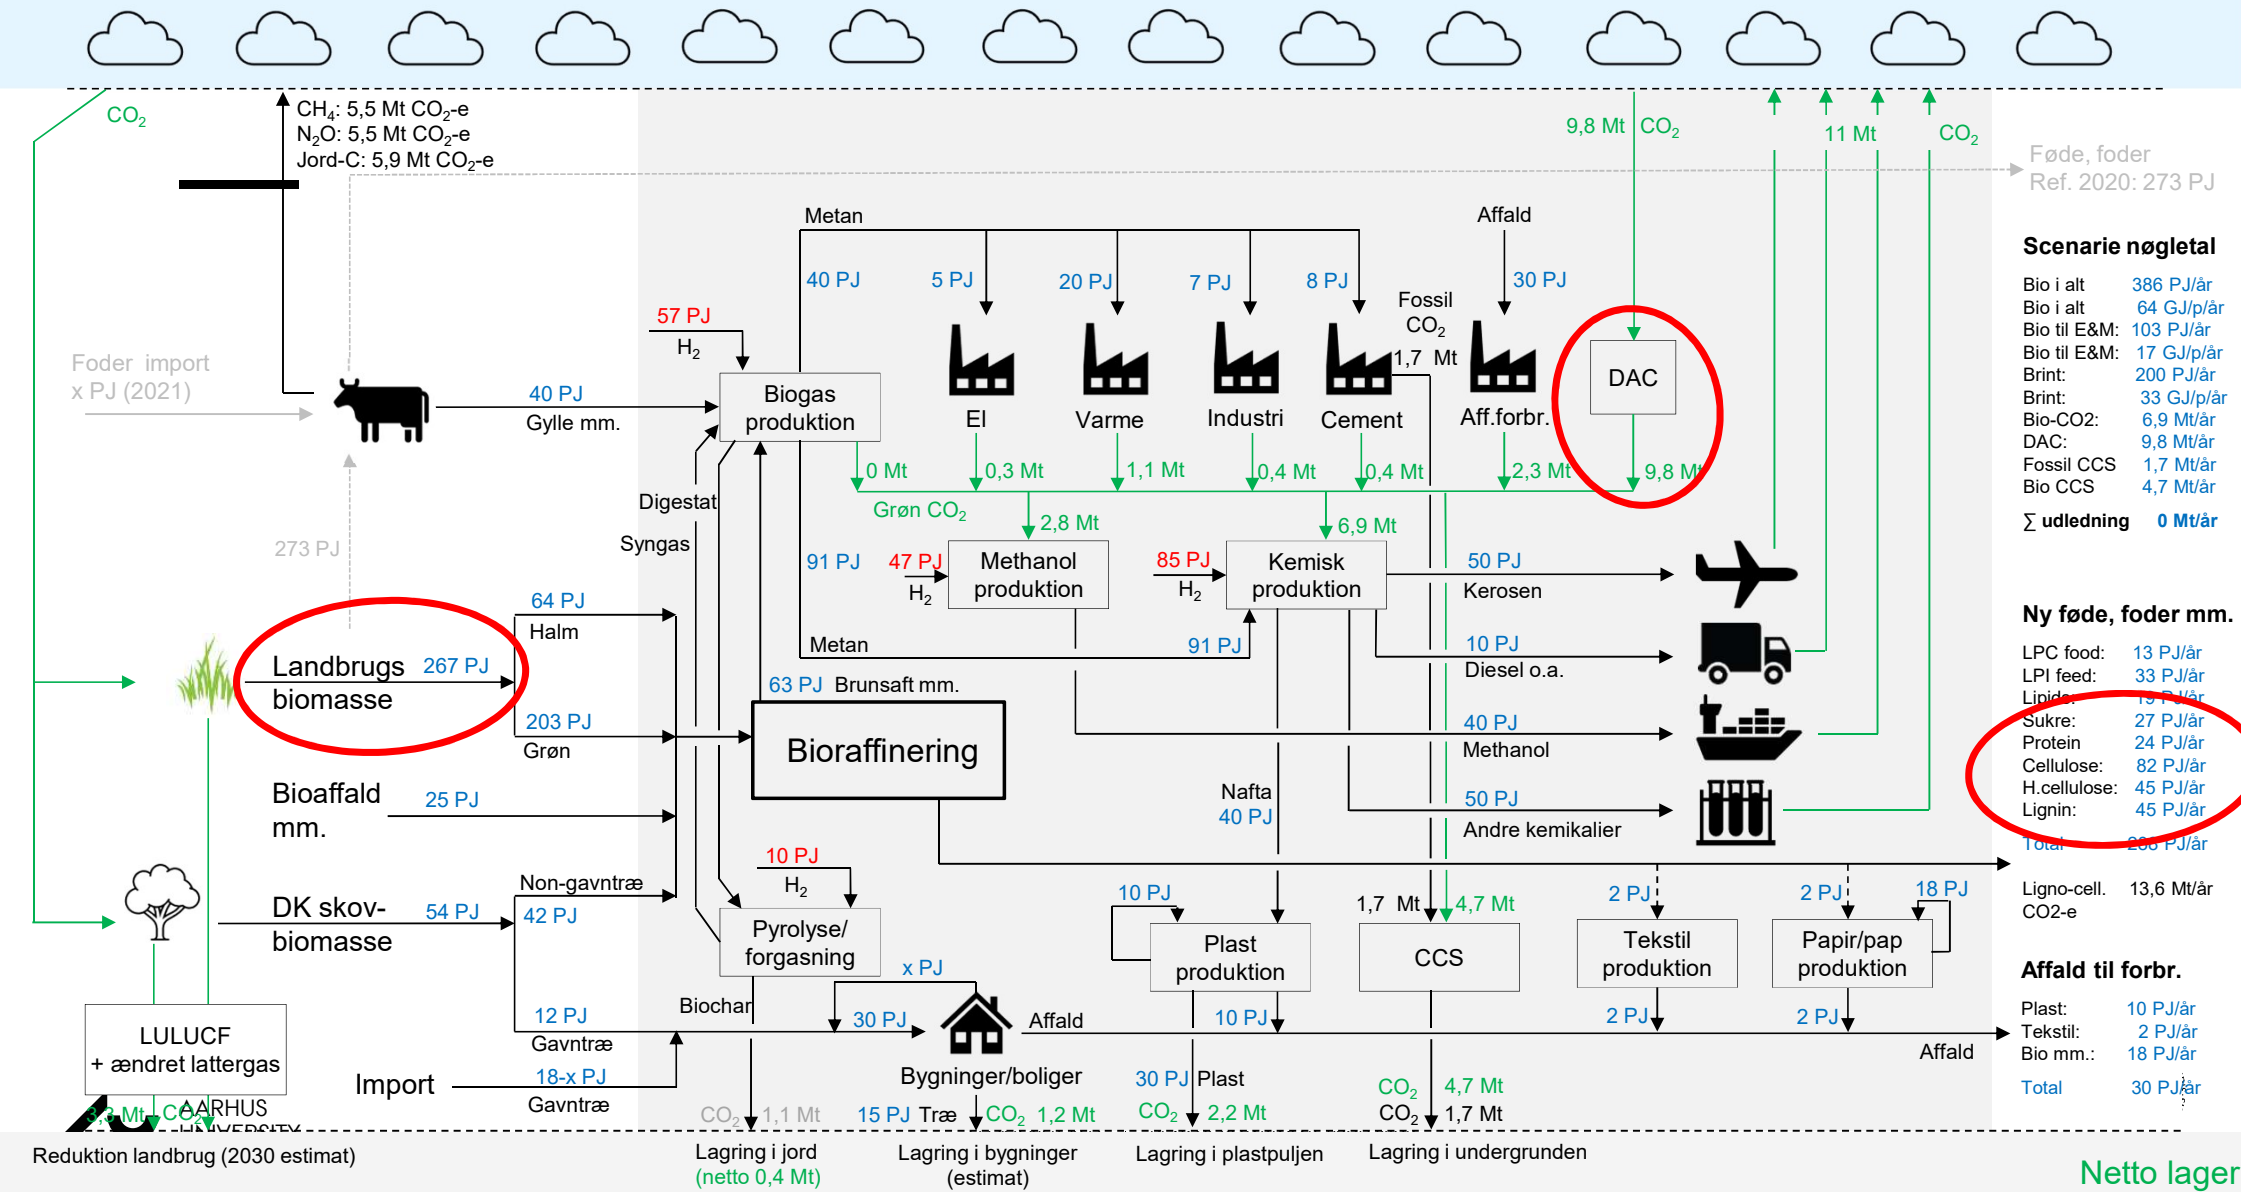 CO2
CH4: 5,5 Mt CO2-e
N2O: 5,5 Mt CO2-e
Jord-C: 5,9 Mt CO2-e
9,8 Mt CO2
11 Mt CO2
Føde, foder
Ref. 2020: 273 PJ
Metan
Affald
40 PJ
5 PJ
20 PJ
7 PJ
8 PJ
30 PJ
Fossil
CO2
1,7 Mt
57 PJ
H2
Foder import
x PJ (2021)
40 PJ
Gylle mm.
Biogas
produktion
El
Varme
Industri
Cement
Aff.forbr.
DAC
0 Mt
0,3 Mt
1,1 Mt
0,4 Mt
0,4 Mt
2,3 Mt
9,8 Mt
Grøn CO2
Digestat
Syngas
2,8 Mt
6,9 Mt
273 PJ
91 PJ
47 PJ
H2
Methanol
produktion
85 PJ
H2
Kemisk
produktion
50 PJ
Kerosen
64 PJ
Halm
Metan
91 PJ
10 PJ
Diesel o.a.
Landbrugs
biomasse
267 PJ
63 PJ Brunsaft mm.
203 PJ
Grøn
Bioraffinering
40 PJ
Methanol
Bioaffald
mm.
25 PJ
Nafta
40 PJ
50 PJ
Andre kemikalier
10 PJ
H2
Non-gavntræ
42 PJ
DK skov-
biomasse
54 PJ
Pyrolyse/
forgasning
10 PJ
Plast
produktion
1,7 Mt
4,7 Mt
CCS
2 PJ
Tekstil
produktion
2 PJ
18 PJ
Papir/pap
produktion
x PJ
Biochar
12 PJ
Gavntræ
30 PJ
Affald
10 PJ
2 PJ
2 PJ
Affald
LULUCF
+ ændret lattergas
Import
18-x PJ
Gavntræ
Bygninger/boliger
30 PJ Plast
CO2 4,7 Mt
CO2 1,7 Mt
3,3 Mt CO2
AARHUS
UNIVERSITY
CO2 1,1 Mt
15 PJ Træ
CO2 1,2 Mt
CO2 2,2 Mt
Reduktion landbrug (2030 estimat)
Lagring i jord
(netto 0,4 Mt)
Lagring i bygninger
(estimat)
Lagring i plastpuljen
Lagring i undergrunden
Netto lager
Scenarie nøgletal
Bio i alt 386 PJ/år
Bio i alt 64 GJ/p/år
Bio til E&M: 103 PJ/år
Bio til E&M: 17 GJ/p/år
Brint: 200 PJ/år
Brint: 33 GJ/p/år
Bio-CO2: 6,9 Mt/år
DAC: 9,8 Mt/år
Fossil CCS 1,7 Mt/år
Bio CCS 4,7 Mt/år
∑ udledning 0 Mt/år
Ny føde, foder mm.
LPC food: 13 PJ/år
LPI feed: 33 PJ/år
Lipide: 19 PJ/år
Sukre: 27 PJ/år
Protein 24 PJ/år
Cellulose: 82 PJ/år
H.cellulose: 45 PJ/år
Lignin: 45 PJ/år
Total PJ/år
Ligno-cell. 13,6 Mt/år
CO2-e
Affald til forbr.
Plast: 10 PJ/år
Tekstil: 2 PJ/år
Bio mm.: 18 PJ/år
Total 30 PJ/år